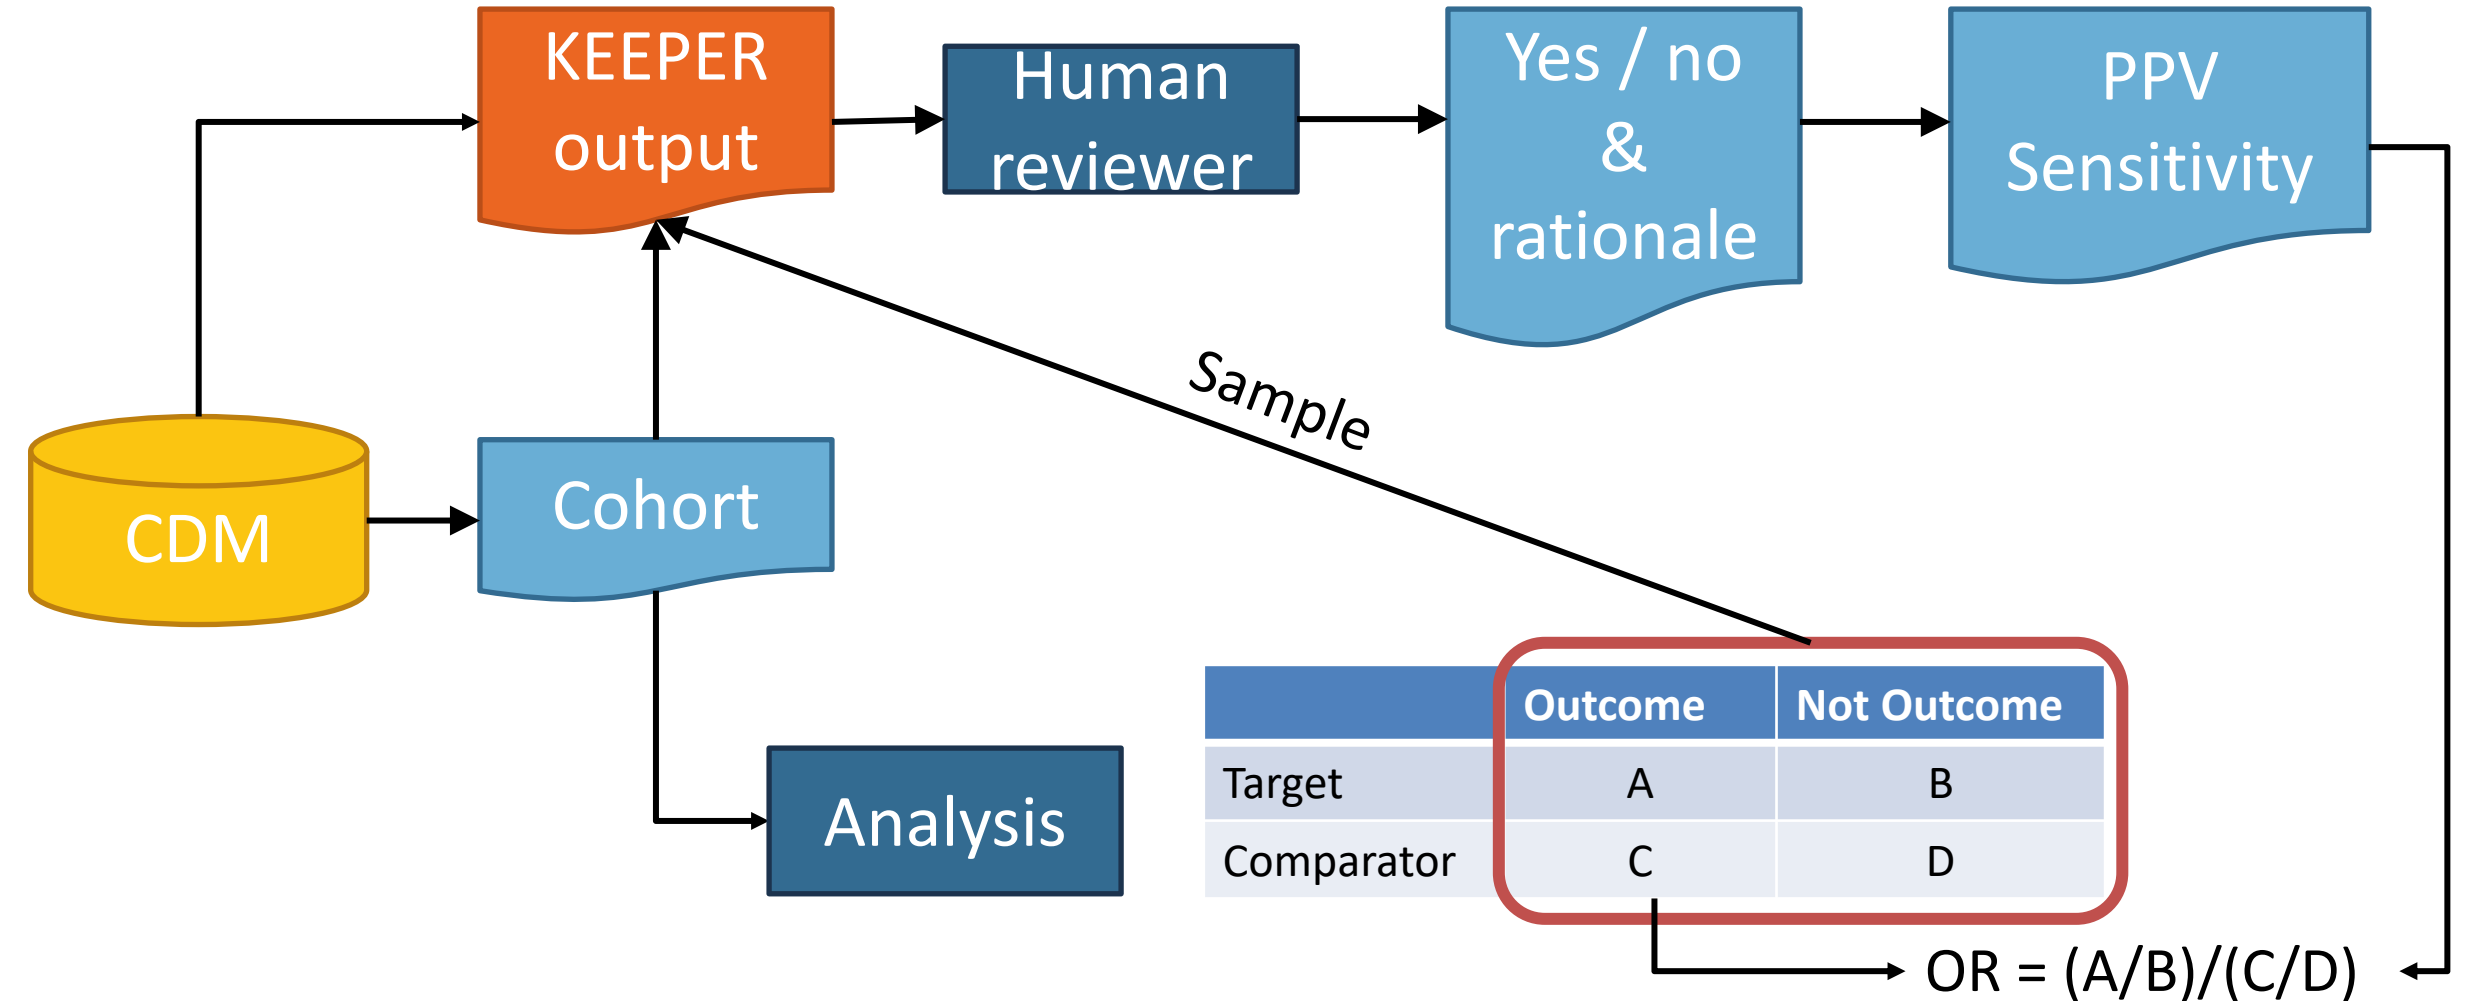 KEEPER
output
Human
reviewer
Yes / no
&
rationale
PPV
Sensitivity
Sample
CDM
Cohort
Analysis
Outcome Not Outcome
Target A B
Comparator C D
OR = (A/B)/(C/D)